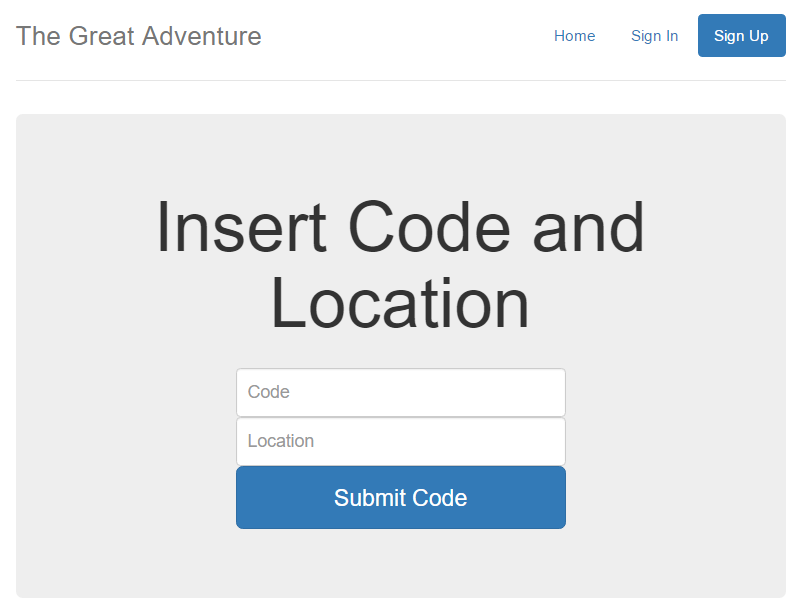 The Great Adventure
Home
Sign In
Sign Up
Insert Code and
Location
Code
Location
Submit Code